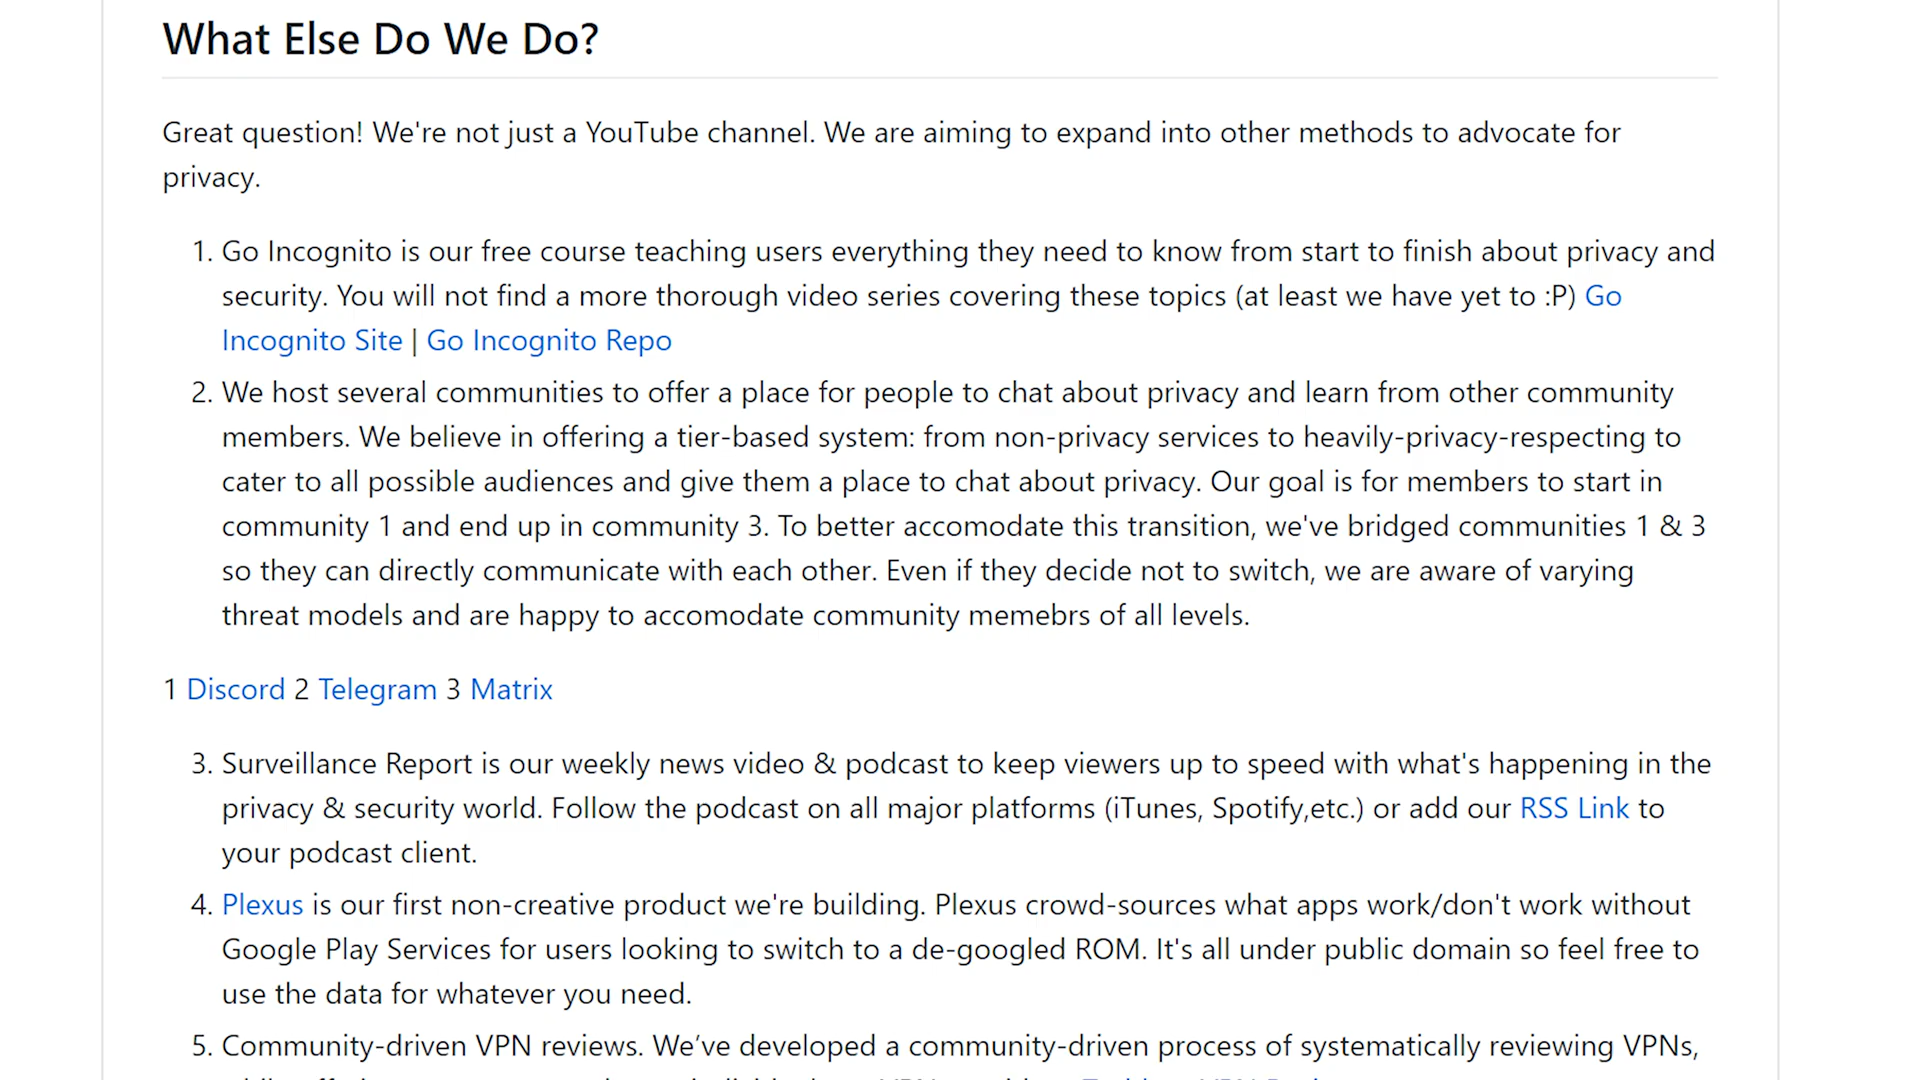 What Else Do We Do?
Great question! We're not just a YouTube channel. We are aiming to expand into other methods to advocate for
privacy.
1. Go Incognito is our free course teaching users everything they need to know from start to finish about privacy and
security. You will not find a more thorough video series covering these topics (at least we have yet to :P) Go
Incognito Site | Go Incognito Repo
2. We host several communities to offer a place for people to chat about privacy and learn from other community
members. We believe in offering a tier-based system: from non-privacy services to heavily-privacy-respecting to
cater to all possible audiences and give them a place to chat about privacy. Our goal is for members to start in
community 1 and end up in community 3. To better accomodate this transition, we've bridged communities 1 & 3
so they can directly communicate with each other. Even if they decide not to switch, we are aware of varying
threat models and are happy to accomodate community memebrs of all levels.
1 Discord 2 Telegram 3 Matrix
3. Surveillance Report is our weekly news video & podcast to keep viewers up to speed with what's happening in the
privacy & security world. Follow the podcast on all major platforms (iTunes, Spotify,etc.) or add our RSS Link to
your podcast client.
4. Plexus is our first non-creative product we're building. Plexus crowd-sources what apps work/don't work without
Google Play Services for users looking to switch to a de-googled ROM. It's all under public domain so feel free to
use the data for whatever you need.
5. Community-driven VPN reviews. We’ve developed a community-driven process of systematically reviewing VPNs,